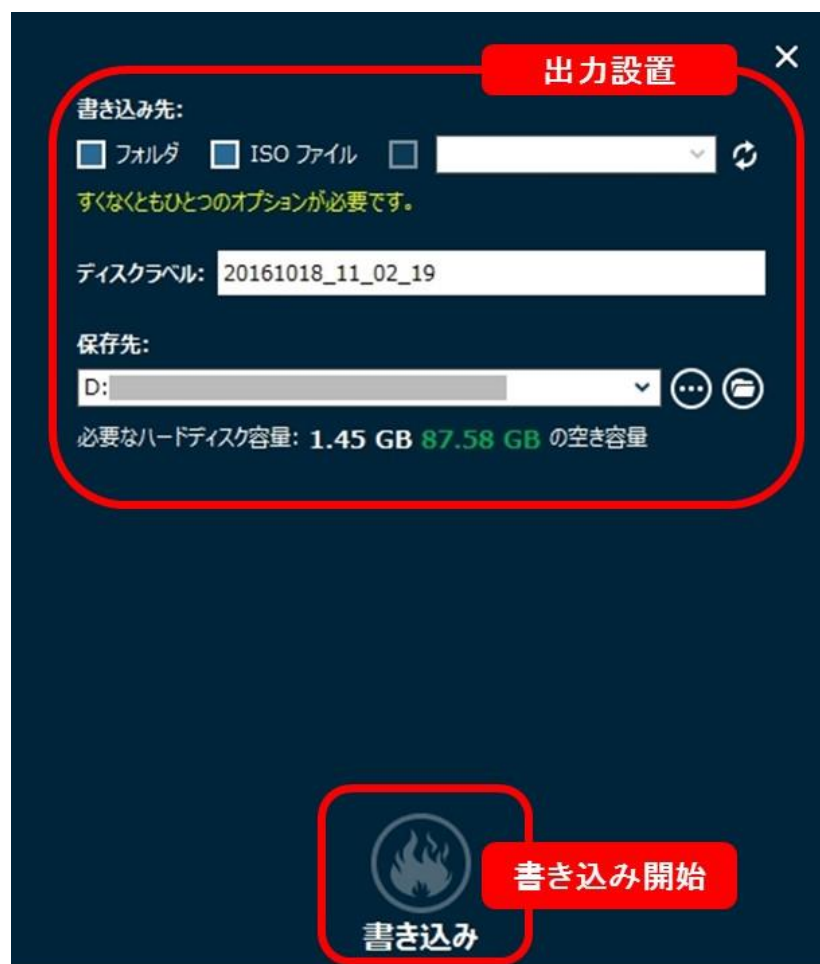 出力設置
書き込み先:
フォルダ ISO ファイル
すくなくともひとつのオプションが必要です。
ディスクラベル: 20161018_11_02_19
保存先:
D:
必要なハードディスク容量: 1.45 GB 87.58 GB の空き容量
書き込み開始
書き込み